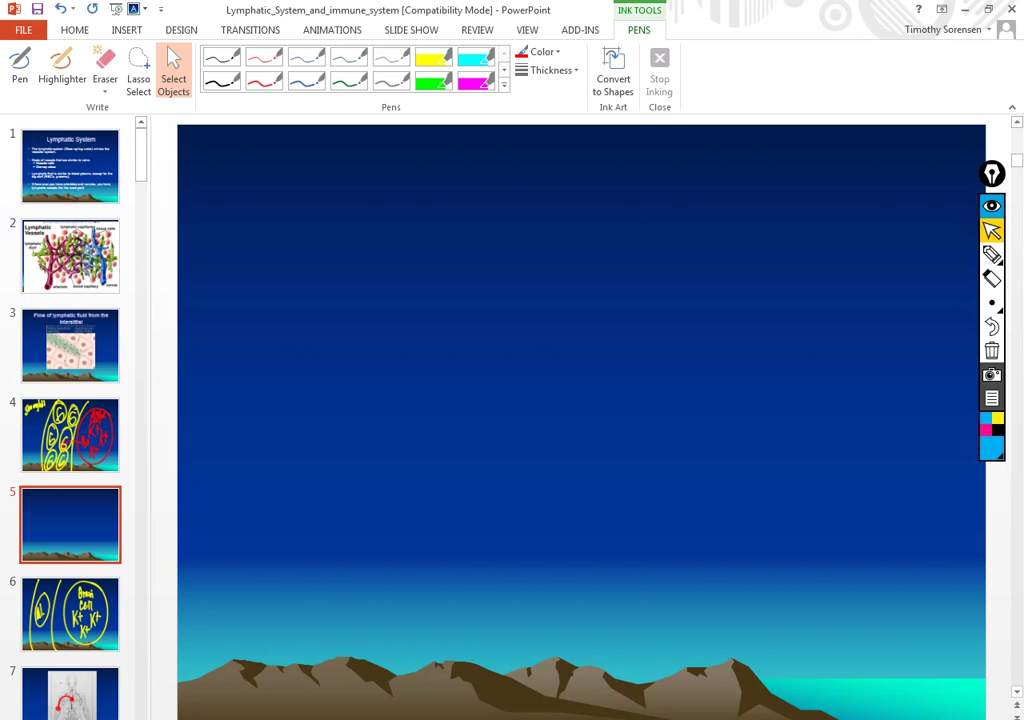 Lymphatic_System_and_immune_system [Compatibility Mode] - PowerPoint
INK TOOLS
?
FILE
HOME
INSERT
DESIGN
TRANSITIONS
ANIMATIONS
SLIDE SHOW
REVIEW
VIEW
ADD-INS
PENS
Timothy Sorensen
Pen
Highlighter
Eraser
Lasso
Select
Select
Objects
Color
Thickness
Convert
to Shapes
Stop
Inking
Write
Pens
Ink Art
Close
1
Lymphatic System
2
Lymphatic
Vessels
3
Flow of lymphatic fluid from the
Interstitial
4
5
6
Brain
Cell
K+ K+
K+
7